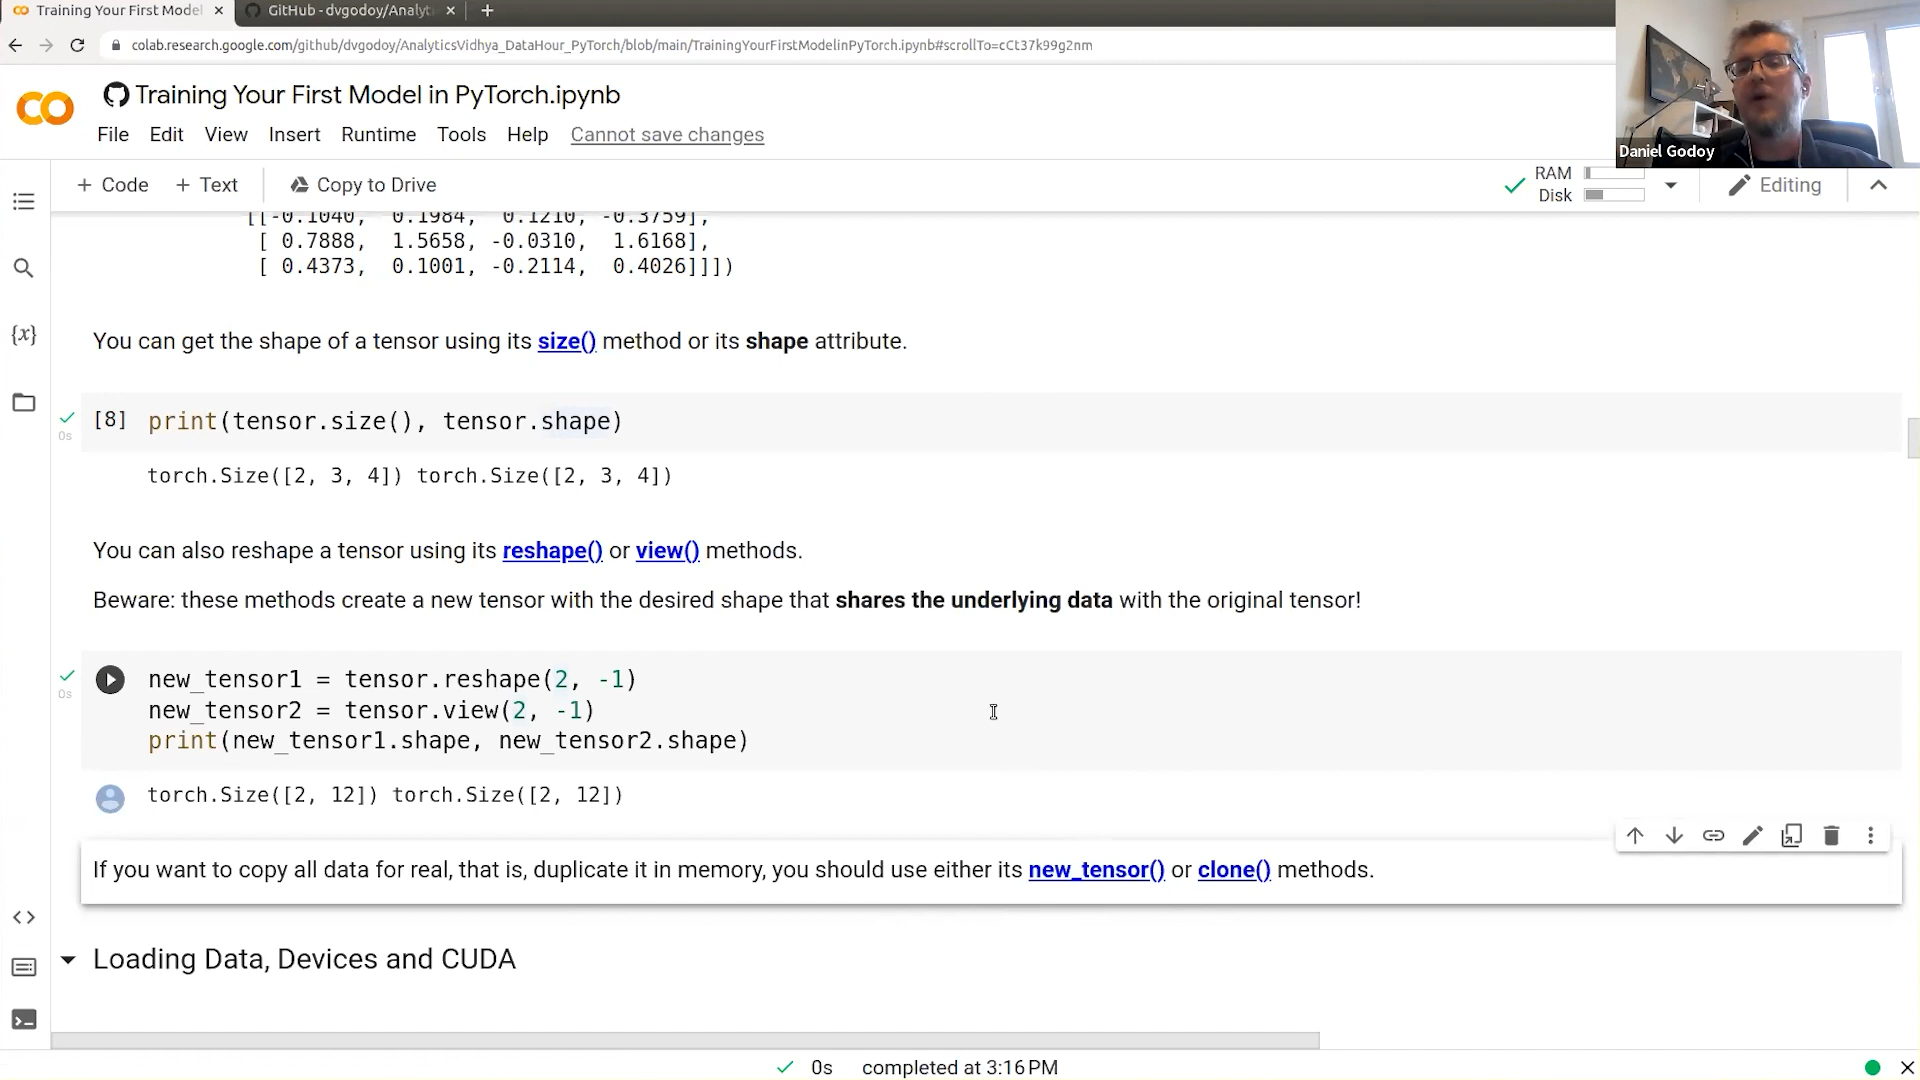 Training Your First Model
GitHub - dvgodoy/Analyt
colab.research.google.com/github/dvgodoy/AnalyticsVidhya_DataHour_PyTorch/blob/main/TrainingYourFirstModelinPyTorch.ipynb#scrollTo=cCt37k99g2nm
Training Your First Model in PyTorch.ipynb
File Edit View Insert Runtime Tools Help Cannot save changes
Daniel Godoy
+ Code + Text Copy to Drive
RAM
Disk
Editing
[[-0.1040, 0.1984, 0.1210, -0.3759],
[ 0.7888, 1.5658, -0.0310, 1.6168],
[ 0.4373, 0.1001, -0.2114, 0.4026]]])
You can get the shape of a tensor using its size() method or its shape attribute.
[8] print(tensor.size(), tensor.shape)
0s
torch.Size([2, 3, 4]) torch.Size([2, 3, 4])
You can also reshape a tensor using its reshape() or view() methods.
Beware: these methods create a new tensor with the desired shape that shares the underlying data with the original tensor!
new_tensor1 = tensor.reshape(2, -1)
0s
new_tensor2 = tensor.view(2, -1)
print(new_tensor1.shape, new_tensor2.shape)
torch.Size([2, 12]) torch.Size([2, 12])
If you want to copy all data for real, that is, duplicate it in memory, you should use either its new_tensor() or clone() methods.
Loading Data, Devices and CUDA
0s completed at 3:16 PM